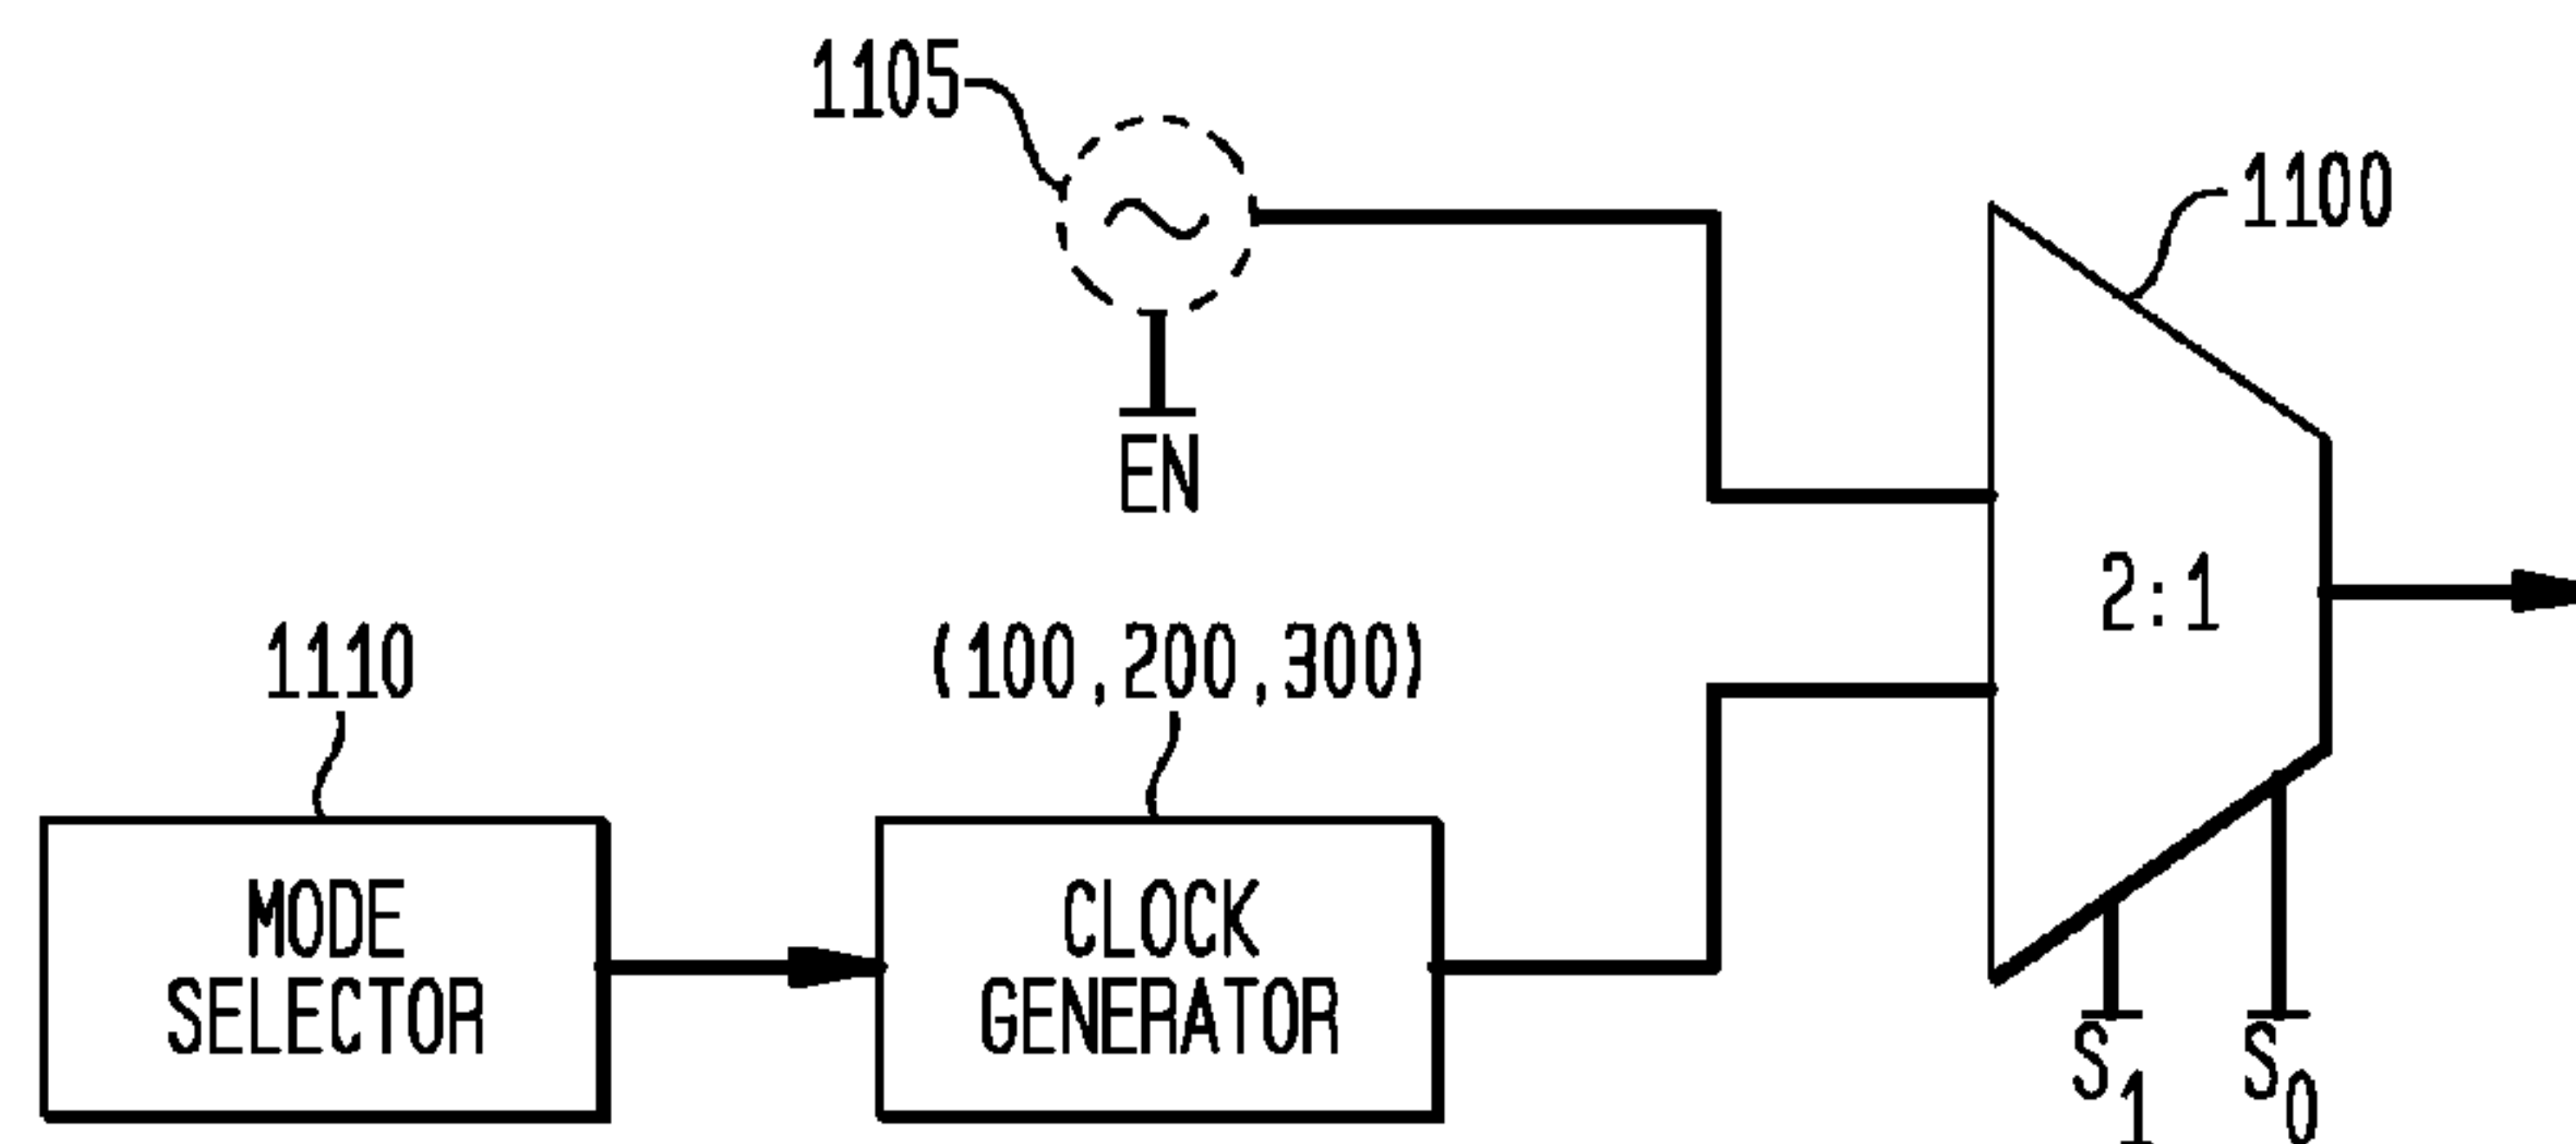 1105
1100
EN
2:1
1110
(100,200,300)
MODE
SELECTOR
CLOCK
GENERATOR
S1
S0